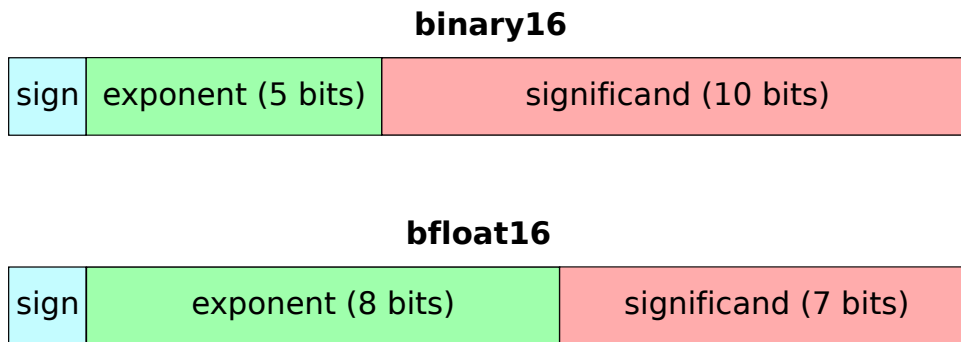 binary16
sign exponent (5 bits) significand (10 bits)
bfloat16
sign exponent (8 bits) significand (7 bits)